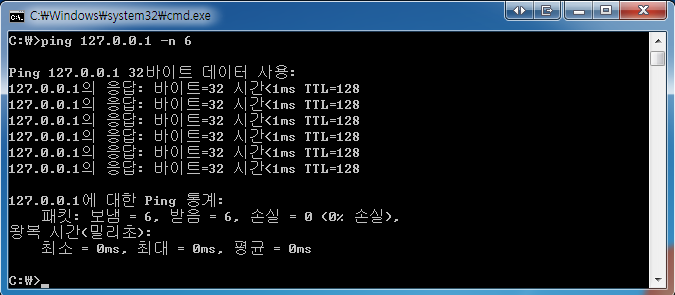 C:₩Windows₩system32₩cmd.exe
C:₩>ping 127.0.0.1 -n 6
Ping 127.0.0.1 32바이트 데이터 사용:
127.0.0.1의 응답: 바이트=32 시간<1ms TTL=128
127.0.0.1의 응답: 바이트=32 시간<1ms TTL=128
127.0.0.1의 응답: 바이트=32 시간<1ms TTL=128
127.0.0.1의 응답: 바이트=32 시간<1ms TTL=128
127.0.0.1의 응답: 바이트=32 시간<1ms TTL=128
127.0.0.1의 응답: 바이트=32 시간<1ms TTL=128
127.0.0.1에 대한 Ping 통계:
패킷: 보냄 = 6, 받음 = 6, 손실 = 0 (0% 손실),
왕복 시간(밀리초):
최소 = 0ms, 최대 = 0ms, 평균 = 0ms
C:₩>